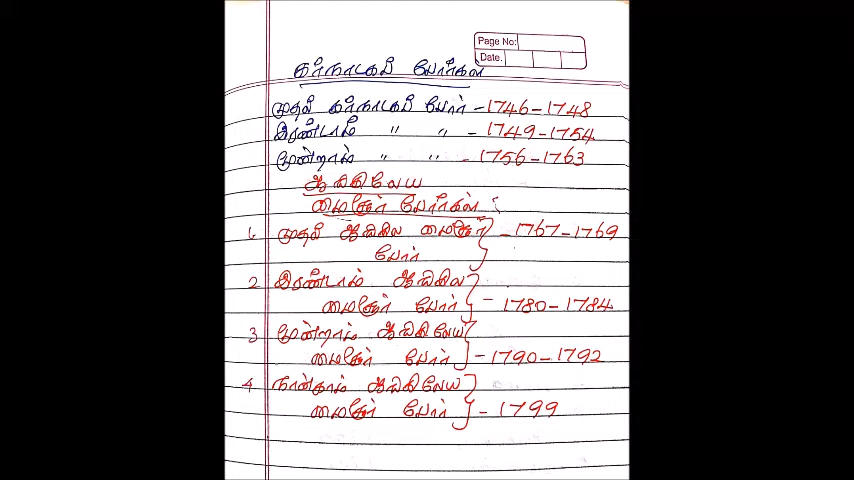 Page No:
Date.
கர்நாடகப் போர்கள்
முதல் கர்நாடகப் போர் - 1746 - 1748
இரண்டாம் " " - 1749 - 1754
மூன்றாம் " " - 1756 - 1763
ஆங்கிலேய
மைசூர் போர்கள் :
1. முதல் ஆங்கில மைசூர் } - 1767 - 1769
போர்
2 இரண்டாம் ஆங்கில
மைசூர் போர் } - 1780 - 1784
3 மூன்றாம் ஆங்கிலேய
மைசூர் போர் } - 1790 - 1792
4 நான்காம் ஆங்கிலேய
மைசூர் போர் } - 1799